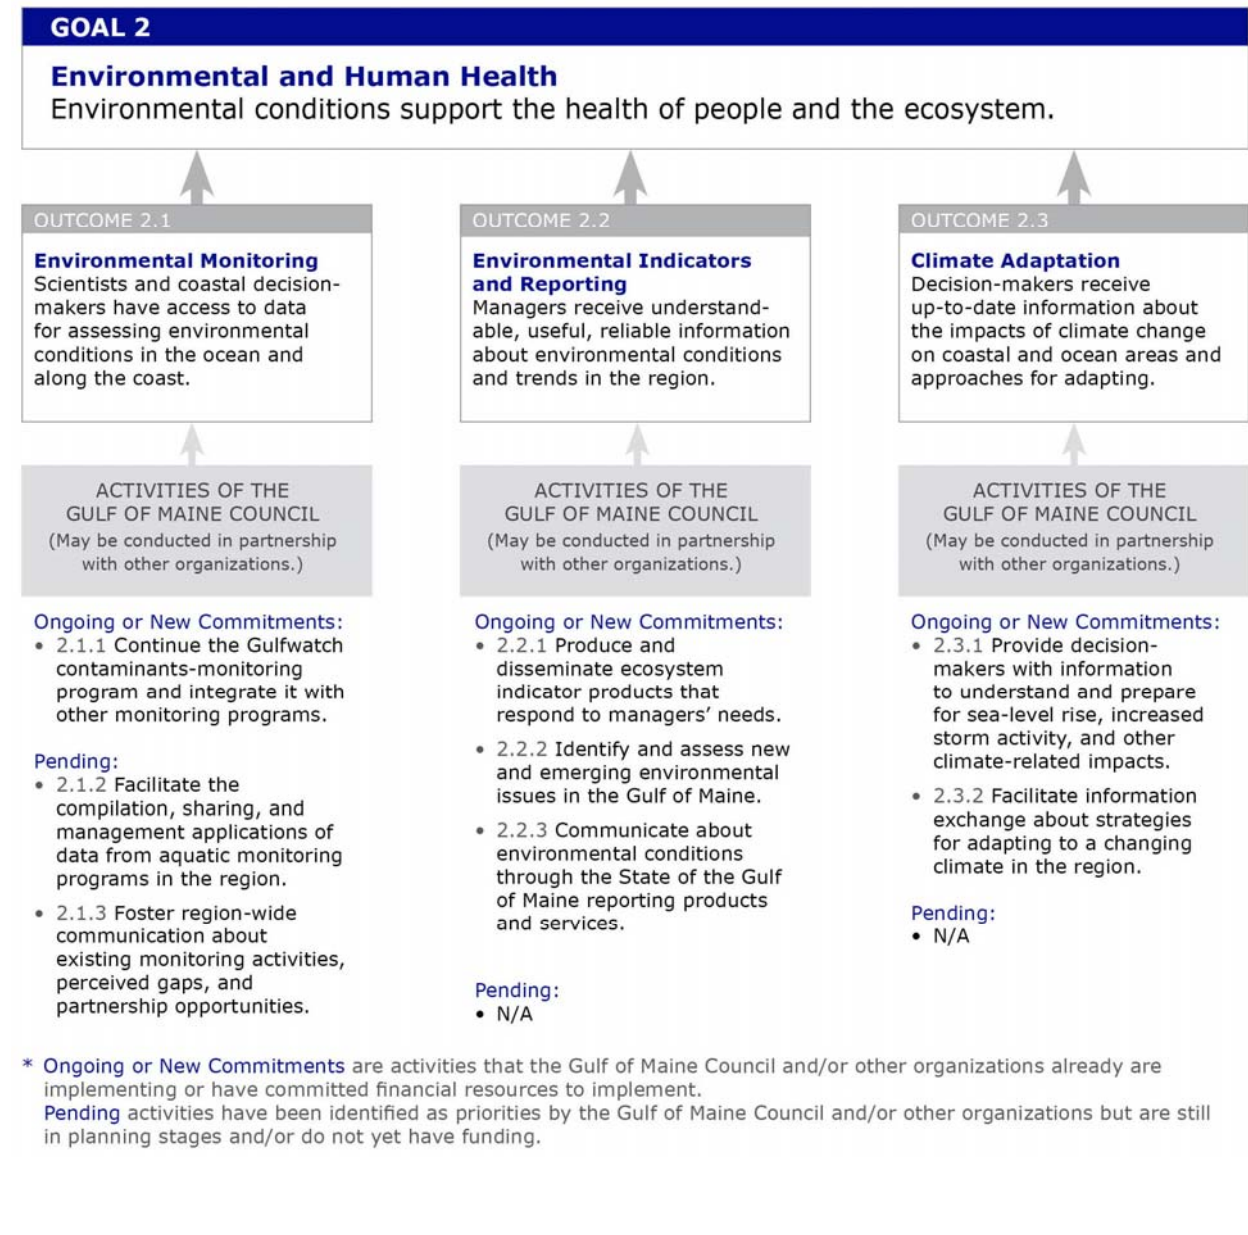 GOAL 2
Environmental and Human Health
Environmental conditions support the health of people and the ecosystem.
OUTCOME 2.1
Environmental Monitoring
Scientists and coastal decision-
makers have access to data
for assessing environmental
conditions in the ocean and
along the coast.
ACTIVITIES OF THE
GULF OF MAINE COUNCIL
(May be conducted in partnership
with other organizations.)
Ongoing or New Commitments:
• 2.1.1 Continue the Gulfwatch
contaminants-monitoring
program and integrate it with
other monitoring programs.
Pending:
• 2.1.2 Facilitate the
compilation, sharing, and
management applications of
data from aquatic monitoring
programs in the region.
• 2.1.3 Foster region-wide
communication about
existing monitoring activities,
perceived gaps, and
partnership opportunities.
OUTCOME 2.2
Environmental Indicators
and Reporting
Managers receive understand-
able, useful, reliable information
about environmental conditions
and trends in the region.
ACTIVITIES OF THE
GULF OF MAINE COUNCIL
(May be conducted in partnership
with other organizations.)
Ongoing or New Commitments:
• 2.2.1 Produce and
disseminate ecosystem
indicator products that
respond to managers’ needs.
• 2.2.2 Identify and assess new
and emerging environmental
issues in the Gulf of Maine.
• 2.2.3 Communicate about
environmental conditions
through the State of the Gulf
of Maine reporting products
and services.
Pending:
• N/A
OUTCOME 2.3
Climate Adaptation
Decision-makers receive
up-to-date information about
the impacts of climate change
on coastal and ocean areas and
approaches for adapting.
ACTIVITIES OF THE
GULF OF MAINE COUNCIL
(May be conducted in partnership
with other organizations.)
Ongoing or New Commitments:
• 2.3.1 Provide decision-
makers with information
to understand and prepare
for sea-level rise, increased
storm activity, and other
climate-related impacts.
• 2.3.2 Facilitate information
exchange about strategies
for adapting to a changing
climate in the region.
Pending:
• N/A
* Ongoing or New Commitments are activities that the Gulf of Maine Council and/or other organizations already are
implementing or have committed financial resources to implement.
Pending activities have been identified as priorities by the Gulf of Maine Council and/or other organizations but are still
in planning stages and/or do not yet have funding.